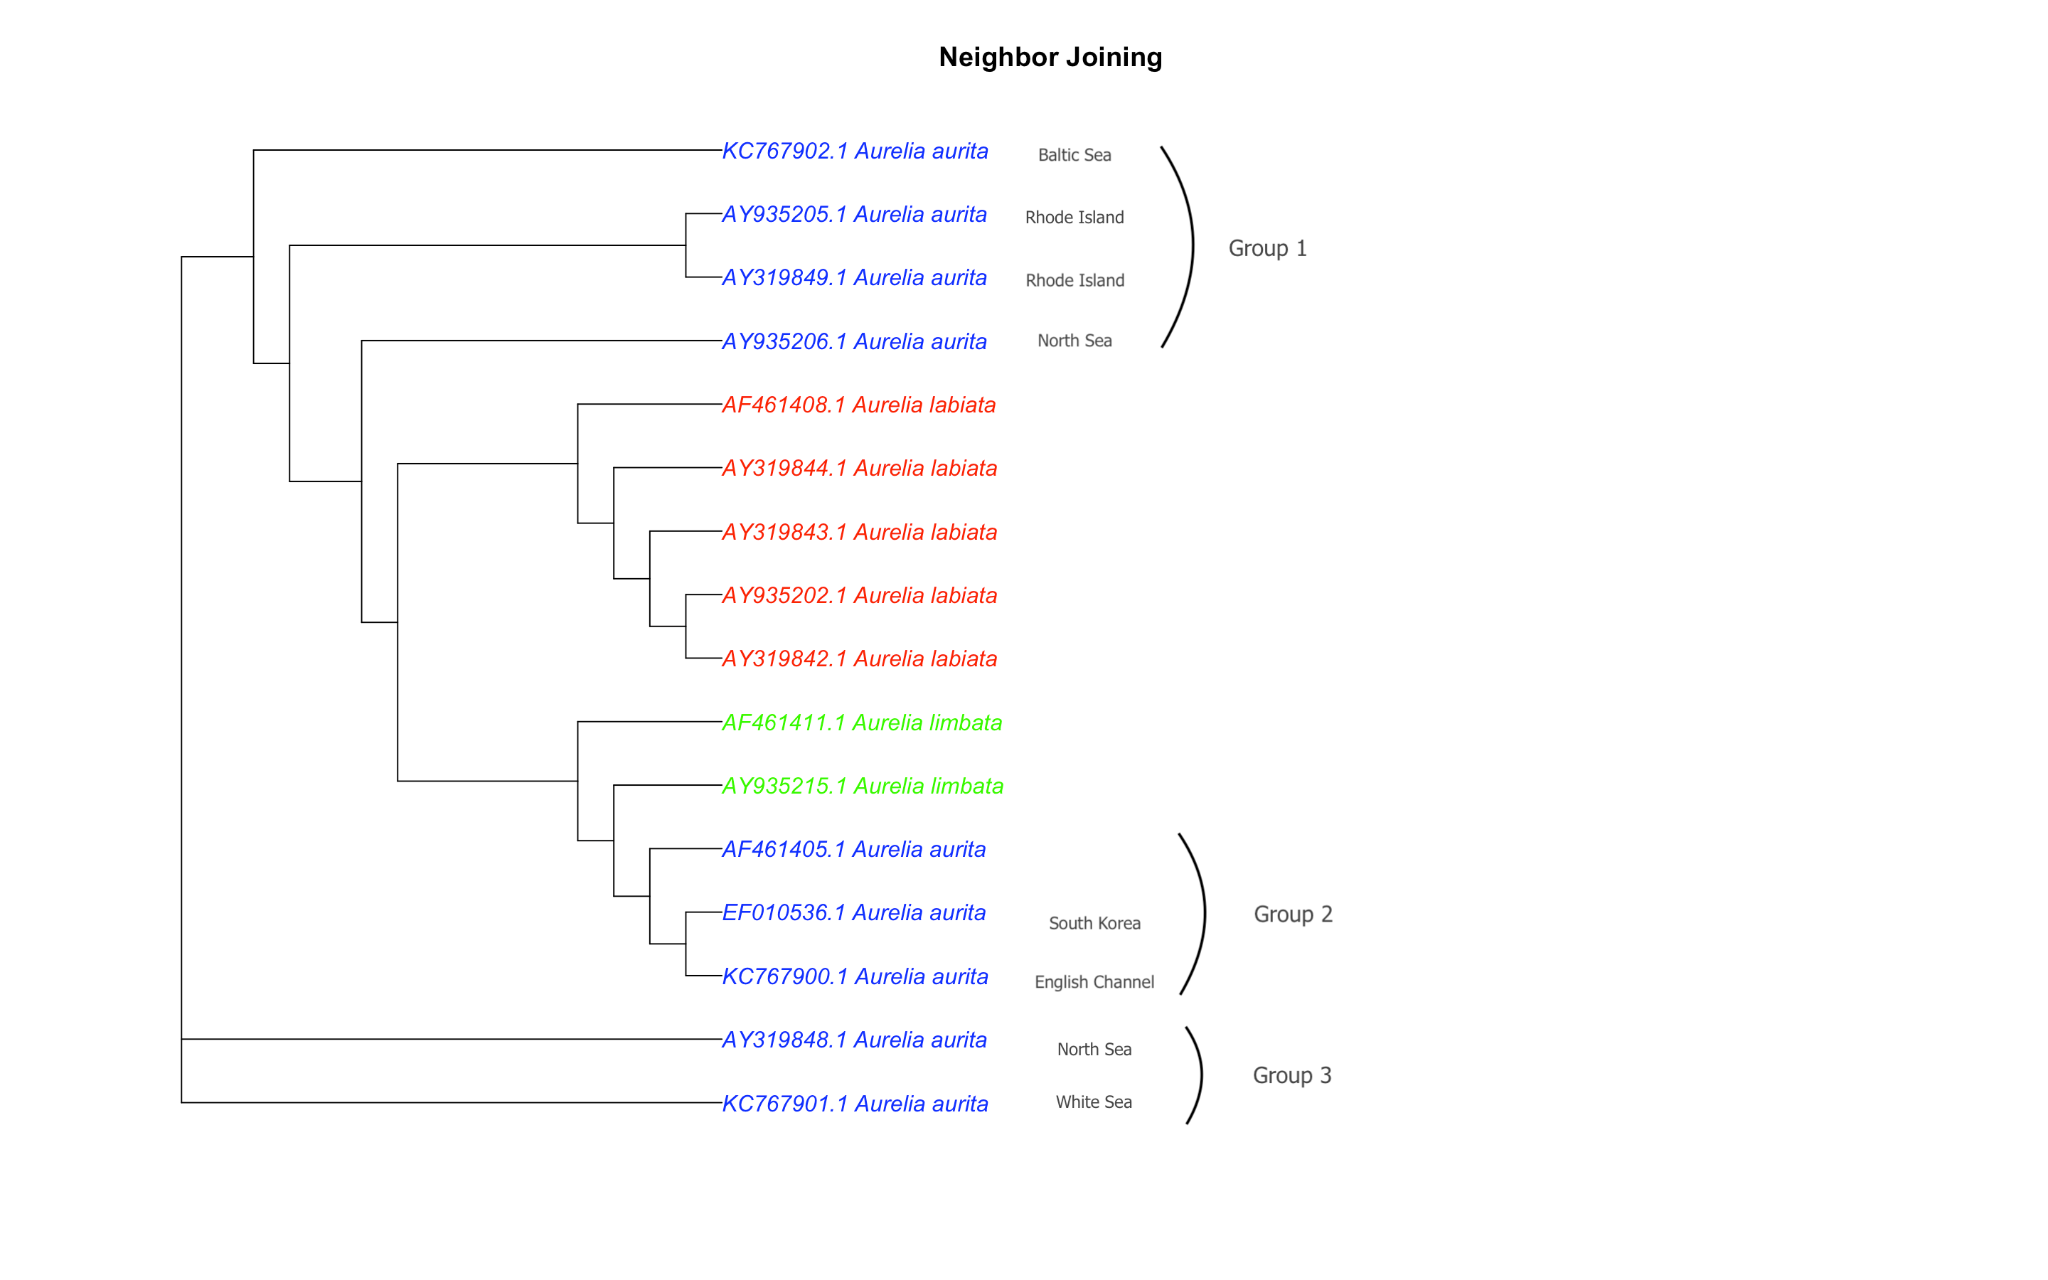 Neighbor Joining
KC767902.1 Aurelia aurita Baltic Sea
AY935205.1 Aurelia aurita Rhode Island
Group 1
AY319849.1 Aurelia aurita Rhode Island
AY935206.1 Aurelia aurita North Sea
AF461408.1 Aurelia labiata
AY319844.1 Aurelia labiata
AY319843.1 Aurelia labiata
AY935202.1 Aurelia labiata
AY319842.1 Aurelia labiata
AF461411.1 Aurelia limbata
AY935215.1 Aurelia limbata
AF461405.1 Aurelia aurita
EF010536.1 Aurelia aurita South Korea Group 2
KC767900.1 Aurelia aurita English Channel
AY319848.1 Aurelia aurita North Sea
Group 3
KC767901.1 Aurelia aurita White Sea